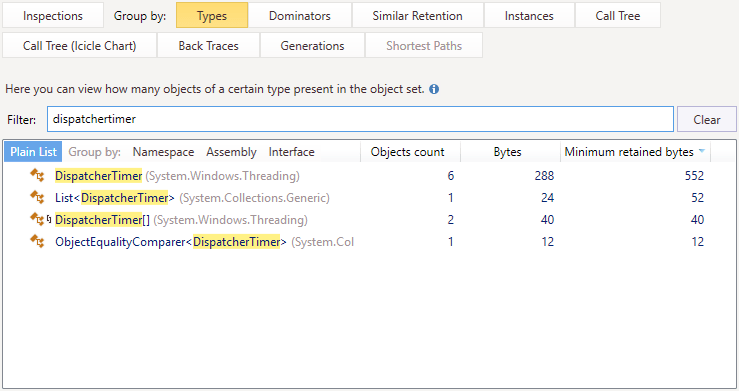 Inspections Group by: Types Dominators Similar Retention Instances Call Tree
Call Tree (Icicle Chart) Back Traces Generations Shortest Paths
Here you can view how many objects of a certain type present in the object set.
Filter: dispatchertimer Clear
Plain List Group by: Namespace Assembly Interface Objects count Bytes Minimum retained bytes
DispatcherTimer (System.Windows.Threading) 6 288 552
List<DispatcherTimer> (System.Collections.Generic) 1 24 52
DispatcherTimer[] (System.Windows.Threading) 2 40 40
ObjectEqualityComparer<DispatcherTimer> (System.Col 1 12 12